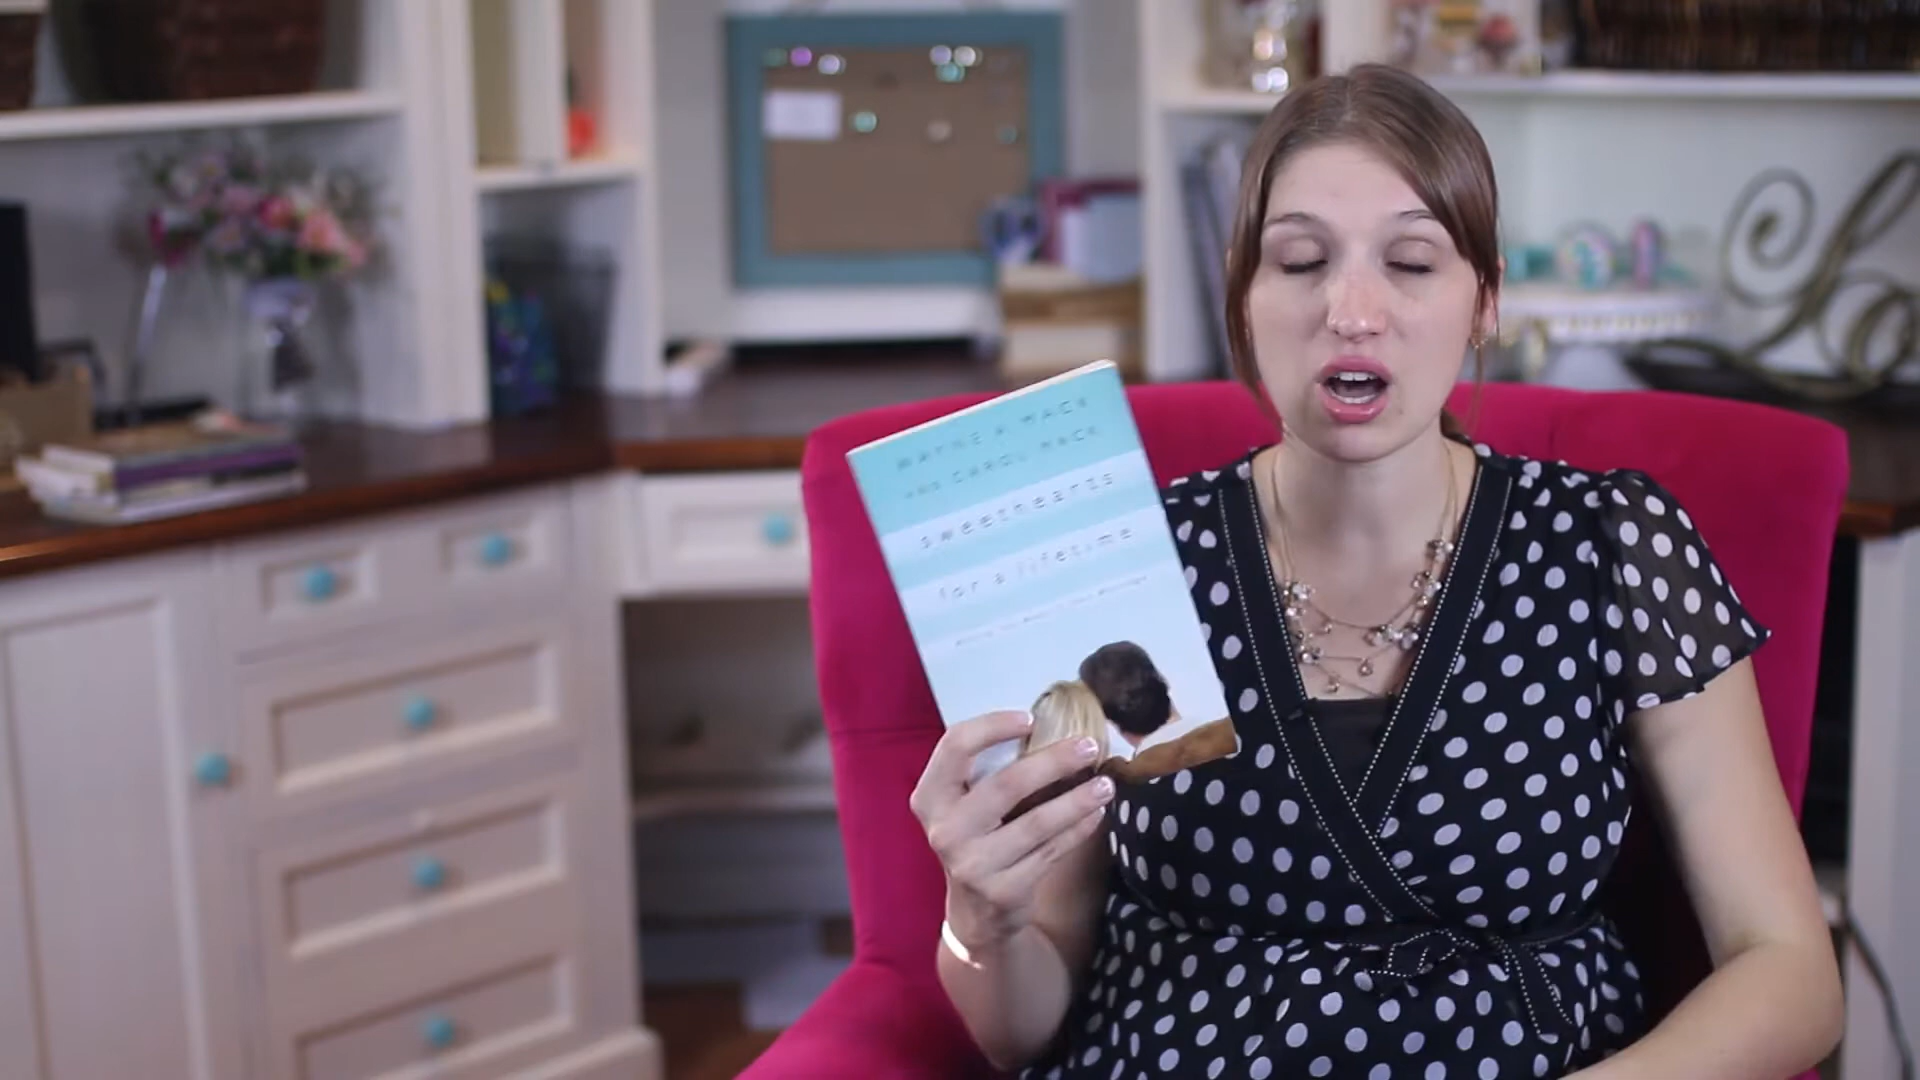 WAYNE A. MACK
AND CAROL MACK
sweethearts
for a lifetime